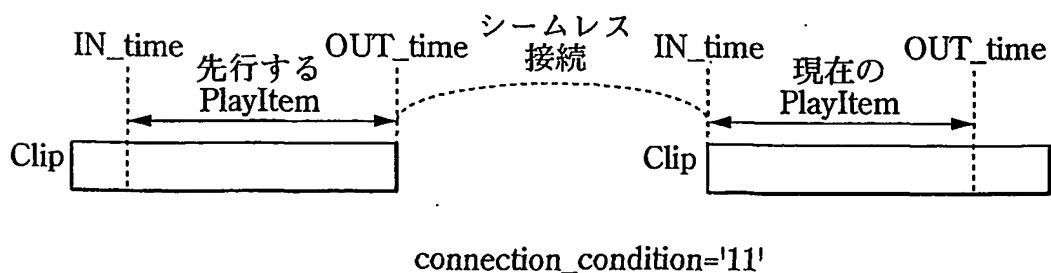 IN_time
OUT_time
シームレス
接続
IN_time
OUT_time
先行する
PlayItem
現在の
PlayItem
Clip
Clip
connection_condition='11'